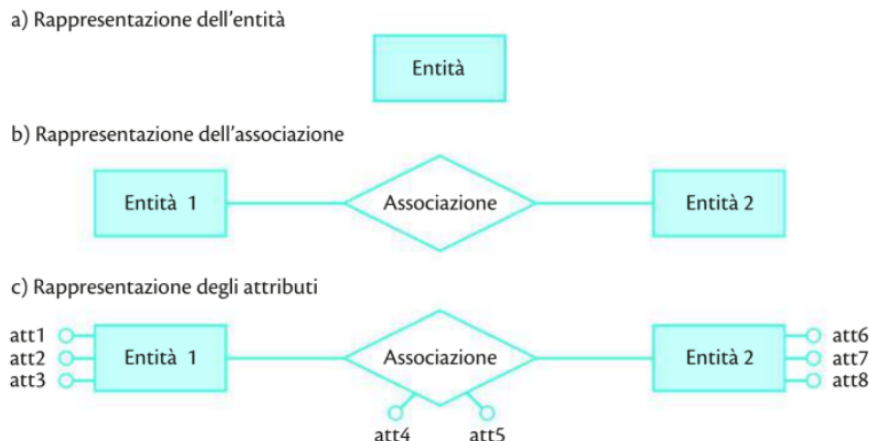 a) Rappresentazione dell'entità
Entità
b) Rappresentazione dell'associazione
Entità 1 Associazione Entità 2
c) Rappresentazione degli attributi
att1 att6
att2 Entità 1 Associazione Entità 2 att7
att3 att8
att4 att5